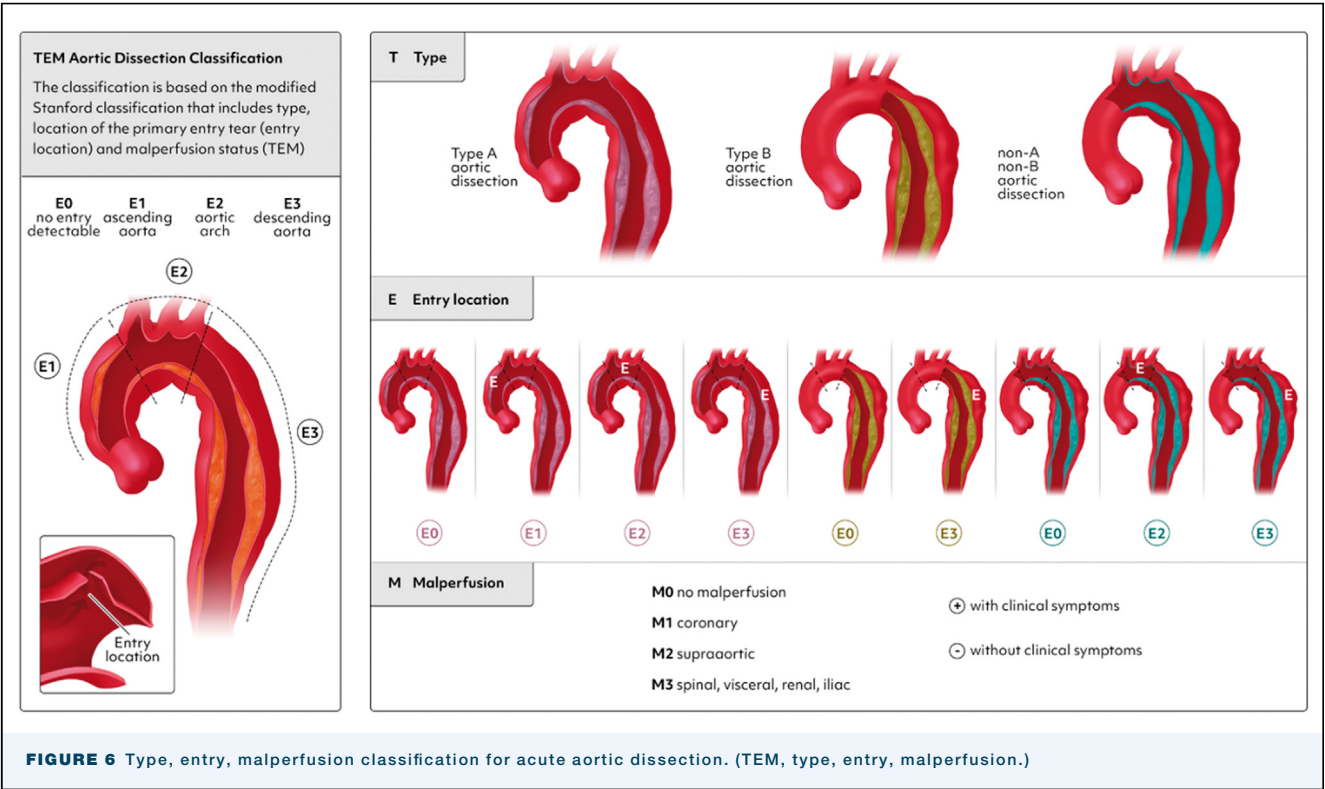 TEM Aortic Dissection Classification
The classification is based on the modified
Stanford classification that includes type,
location of the primary entry tear (entry
location) and malperfusion status (TEM)
E0
no entry
detectable
E1
ascending
aorta
E2
aortic
arch
E3
descending
aorta
E2
E1
E3
Entry
location
T Type
Type A
aortic
dissection
Type B
aortic
dissection
non-A
non-B
aortic
dissection
E Entry location
E
E
E
E
E
E
E0
E1
E2
E3
E0
E3
E0
E2
E3
M Malperfusion
M0 no malperfusion
M1 coronary
M2 supraaortic
M3 spinal, visceral, renal, iliac
+ with clinical symptoms
- without clinical symptoms
FIGURE 6 Type, entry, malperfusion classification for acute aortic dissection. (TEM, type, entry, malperfusion.)